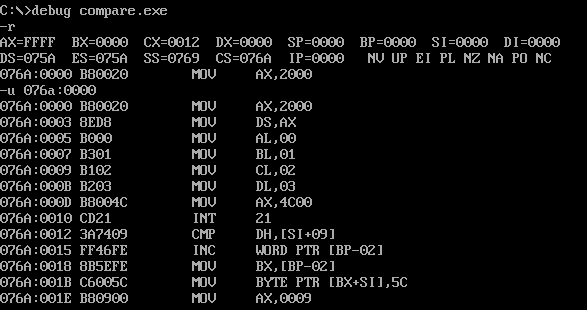 C:\>debug compare.exe
-r
AX=FFFF  BX=0000  CX=0012  DX=0000  SP=0000  BP=0000  SI=0000  DI=0000
DS=075A  ES=075A  SS=0769  CS=076A  IP=0000   NV UP EI PL NZ NA PO NC
076A:0000 B80020        MOV     AX,2000
-u 076a:0000
076A:0000 B80020        MOV     AX,2000
076A:0003 8ED8          MOV     DS,AX
076A:0005 B000          MOV     AL,00
076A:0007 B301          MOV     BL,01
076A:0009 B102          MOV     CL,02
076A:000B B203          MOV     DL,03
076A:000D B8004C        MOV     AX,4C00
076A:0010 CD21          INT     21
076A:0012 3A7409        CMP     DH,[SI+09]
076A:0015 FF46FE        INC     WORD PTR [BP-02]
076A:0018 8B5EFE        MOV     BX,[BP-02]
076A:001B C6005C        MOV     BYTE PTR [BX+SI],5C
076A:001E B80900        MOV     AX,0009